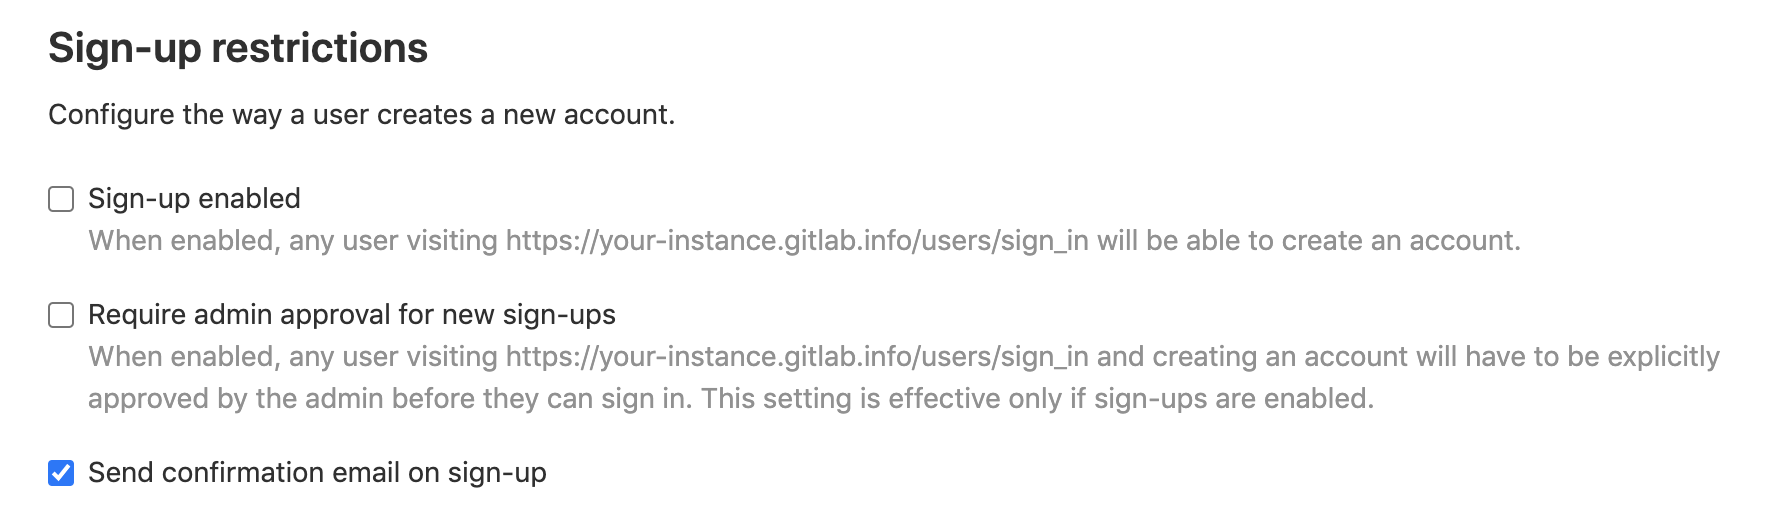 Sign-up restrictions
Configure the way a user creates a new account.
Sign-up enabled
When enabled, any user visiting https://your-instance.gitlab.info/users/sign_in will be able to create an account.
Require admin approval for new sign-ups
When enabled, any user visiting https://your-instance.gitlab.info/users/sign_in and creating an account will have to be explicitly
approved by the admin before they can sign in. This setting is effective only if sign-ups are enabled.
Send confirmation email on sign-up